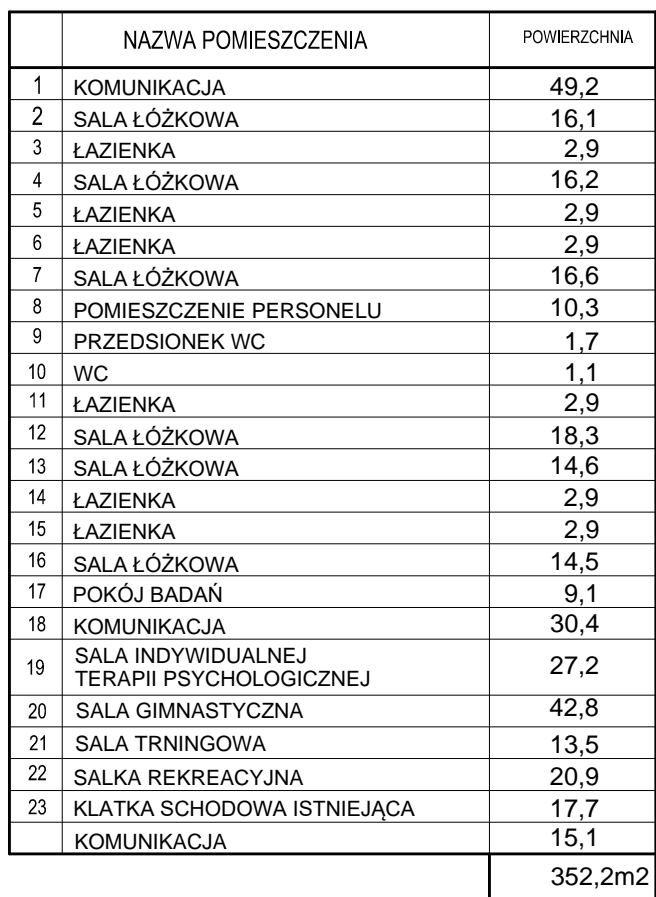 NAZWA POMIESZCZENIA POWIERZCHNIA
1 KOMUNIKACJA 49,2
2 SALA ŁÓŻKOWA 16,1
3 ŁAZIENKA 2,9
4 SALA ŁÓŻKOWA 16,2
5 ŁAZIENKA 2,9
6 ŁAZIENKA 2,9
7 SALA ŁÓŻKOWA 16,6
8 POMIESZCZENIE PERSONELU 10,3
9 PRZEDSIONEK WC 1,7
10 WC 1,1
11 ŁAZIENKA 2,9
12 SALA ŁÓŻKOWA 18,3
13 SALA ŁÓŻKOWA 14,6
14 ŁAZIENKA 2,9
15 ŁAZIENKA 2,9
16 SALA ŁÓŻKOWA 14,5
17 POKÓJ BADAŃ 9,1
18 KOMUNIKACJA 30,4
19 SALA INDYWIDUALNEJ
TERAPII PSYCHOLOGICZNEJ 27,2
20 SALA GIMNASTYCZNA 42,8
21 SALA TRNINGOWA 13,5
22 SALKA REKREACYJNA 20,9
23 KLATKA SCHODOWA ISTNIEJĄCA 17,7
KOMUNIKACJA 15,1
352,2m2